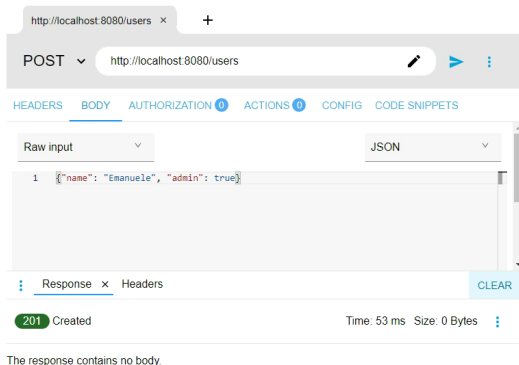 http://localhost:8080/users × +
POST http://localhost:8080/users
HEADERS BODY AUTHORIZATION 0 ACTIONS 0 CONFIG CODE SNIPPETS
Raw input JSON
1 {"name": "Emanuele", "admin": true}
Response × Headers CLEAR
201 Created Time: 53 ms Size: 0 Bytes
The response contains no body.